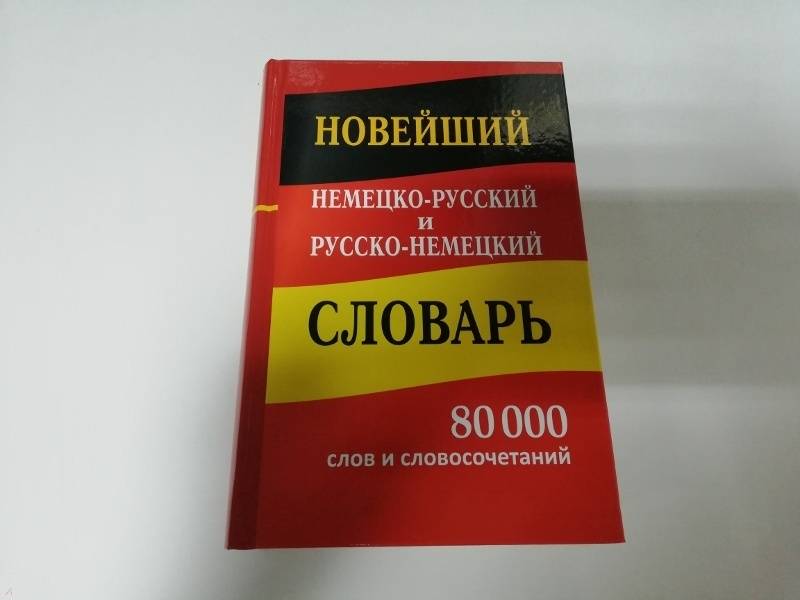 НОВЕЙШИЙ
НЕМЕЦКО-РУССКИЙ
и
РУССКО-НЕМЕЦКИЙ
СЛОВАРЬ
80 000
слов и словосочетаний